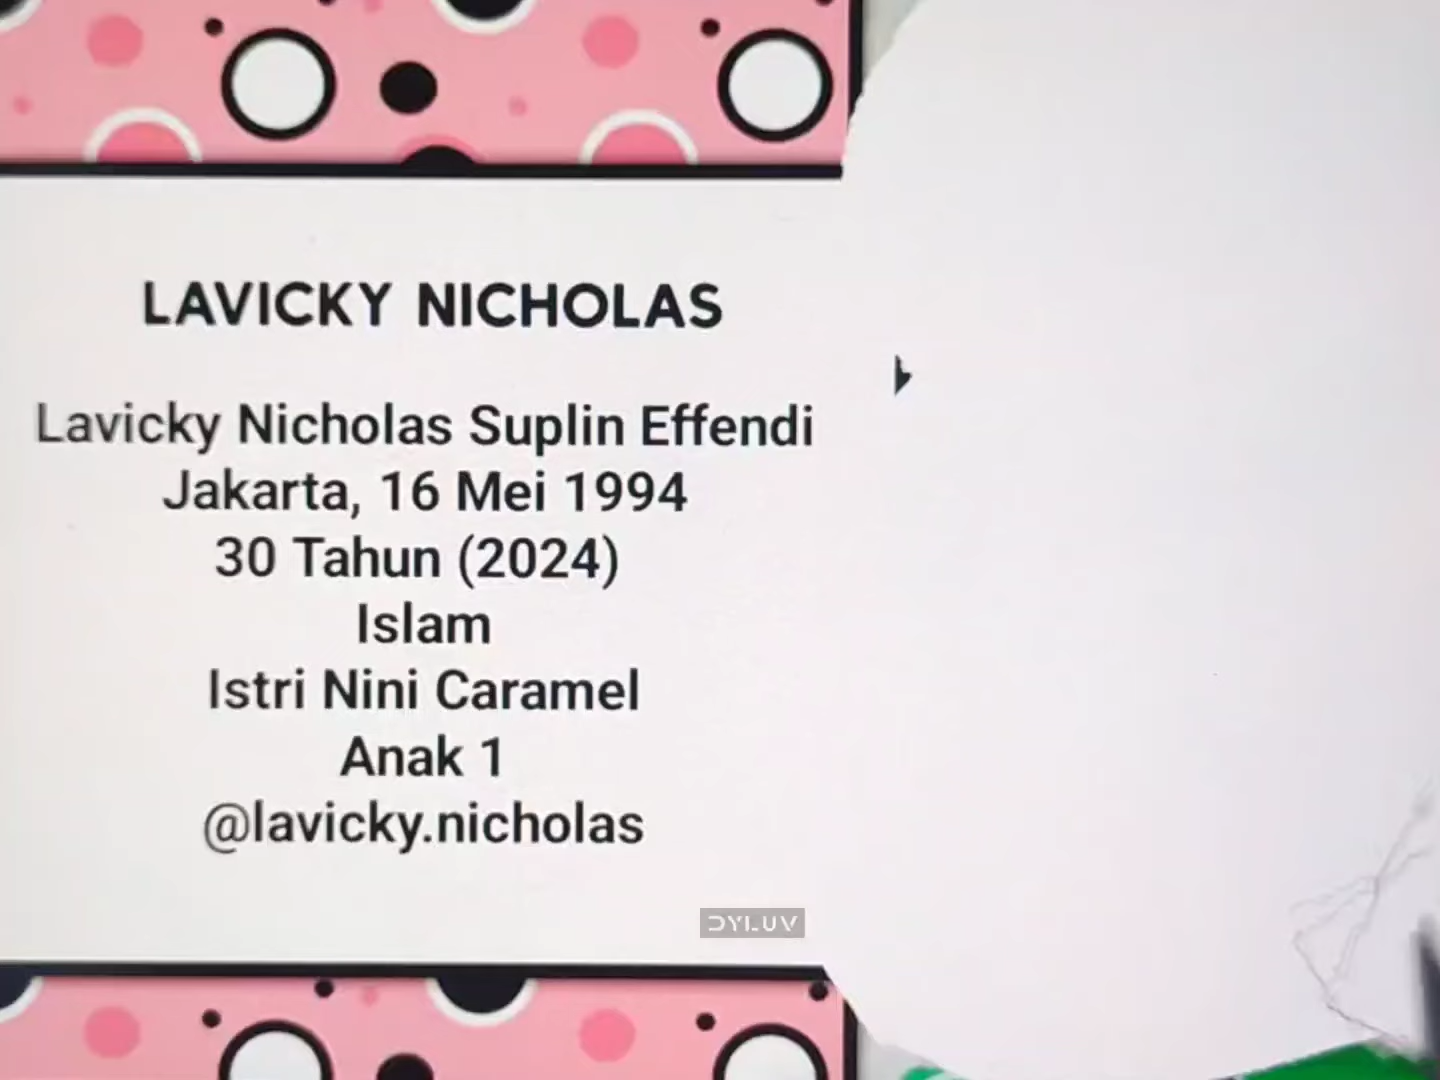 LAVICKY NICHOLAS
Lavicky Nicholas Suplin Effendi
Jakarta, 16 Mei 1994
30 Tahun (2024)
Islam
Istri Nini Caramel
Anak 1
@lavicky.nicholas
DYLUV